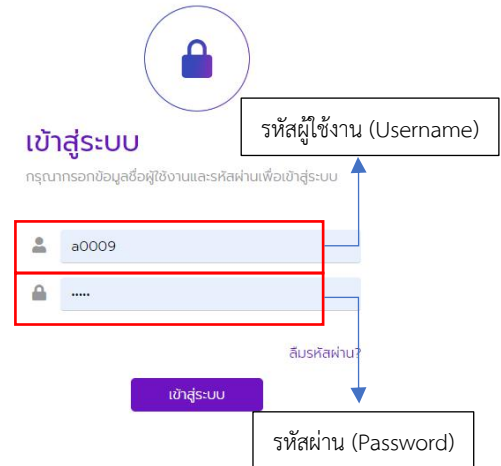 รหัสผู้ใช้งาน (Username)
เข้าสู่ระบบ
กรุณากรอกข้อมูลชื่อผู้ใช้งานและรหัสผ่านเพื่อเข้าสู่ระบบ
a0009
.....
ลืมรหัสผ่าน?
เข้าสู่ระบบ
รหัสผ่าน (Password)